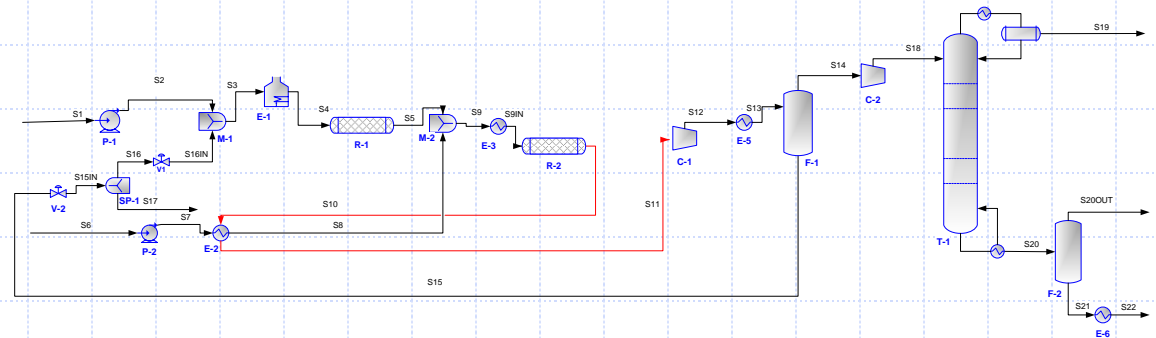 S19
S18
S14
C-2
S2
S3
E-1
S1
P-1
M-1
S4
R-1
S5
M-2
S9
S9IN
E-3
R-2
S12
C-1
S13
E-5
F-1
S16
S16IN
V1
S15IN
V-2
SP-1
S17
S10
S11
S6
S7
P-2
E-2
S8
S15
T-1
S20
S20OUT
F-2
S21
S22
E-6